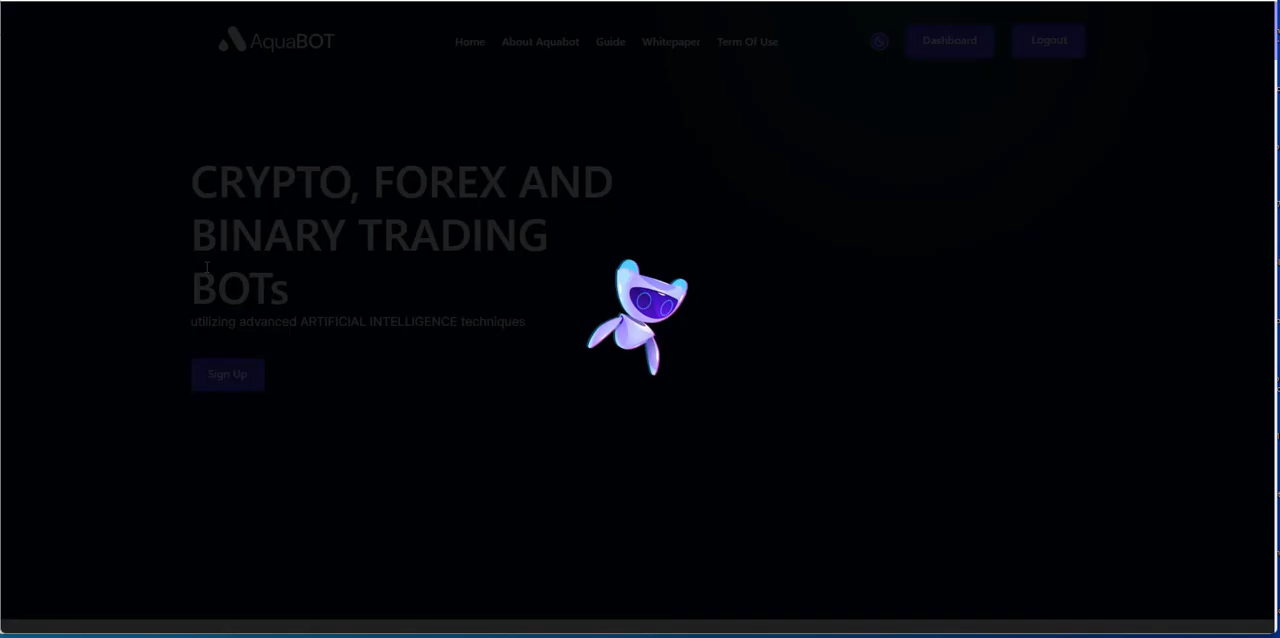 AquaBOT
Home About Aquabot Guide Whitepaper Term Of Use
Dashboard Logout
CRYPTO, FOREX AND
BINARY TRADING
BOTs
utilizing advanced ARTIFICIAL INTELLIGENCE techniques
Sign Up